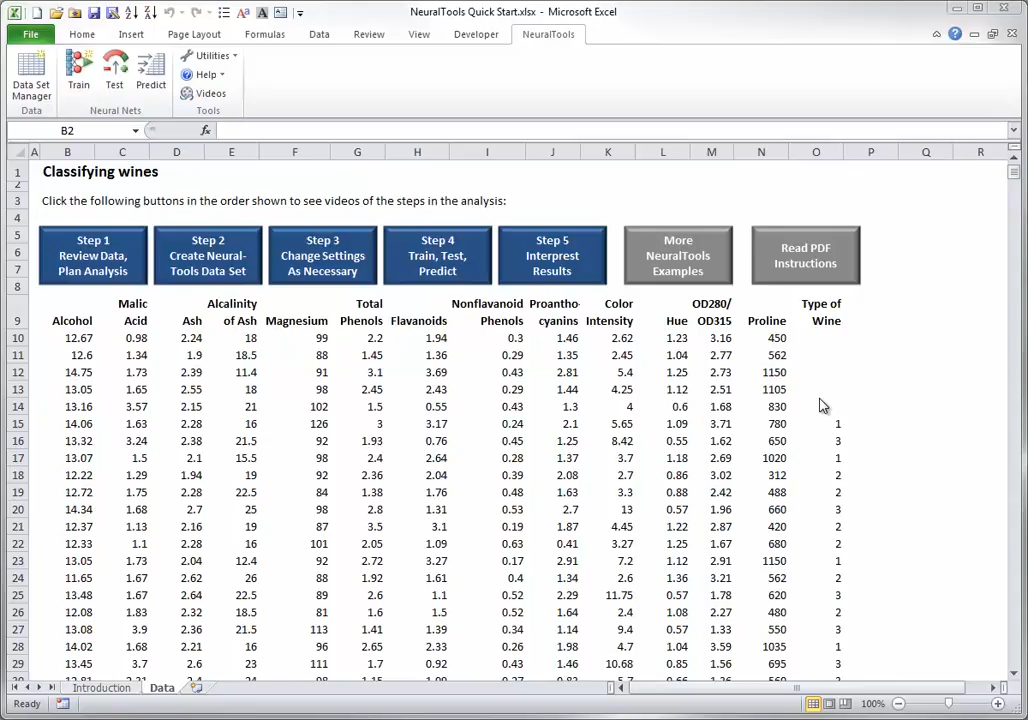 NeuralTools Quick Start.xlsx - Microsoft Excel
File Home Insert Page Layout Formulas Data Review View Developer NeuralTools
Data Set Manager
Train Test Predict
Utilities
Help
Videos
Data Neural Nets Tools
B2 fx
A B C D E F G H I J K L M N O P Q R
1 Classifying wines
2
3 Click the following buttons in the order shown to see videos of the steps in the analysis:
4
5
6
7
8
Step 1
Review Data,
Plan Analysis
Step 2
Create Neural-
Tools Data Set
Step 3
Change Settings
As Necessary
Step 4
Train, Test,
Predict
Step 5
Interprest
Results
More
NeuralTools
Examples
Read PDF
Instructions
Malic Alcalinity Total Nonflavanoid Proantho- Color OD280/ Type of
9 Alcohol Acid Ash of Ash Magnesium Phenols Flavanoids Phenols cyanins Intensity Hue OD315 Proline Wine
10 12.67 0.98 2.24 18 99 2.2 1.94 0.3 1.46 2.62 1.23 3.16 450
11 12.6 1.34 1.9 18.5 88 1.45 1.36 0.29 1.35 2.45 1.04 2.77 562
12 14.75 1.73 2.39 11.4 91 3.1 3.69 0.43 2.81 5.4 1.25 2.73 1150
13 13.05 1.65 2.55 18 98 2.45 2.43 0.29 1.44 4.25 1.12 2.51 1105
14 13.16 3.57 2.15 21 102 1.5 0.55 0.43 1.3 4 0.6 1.68 830
15 14.06 1.63 2.28 16 126 3 3.17 0.24 2.1 5.65 1.09 3.71 780 1
16 13.32 3.24 2.38 21.5 92 1.93 0.76 0.45 1.25 8.42 0.55 1.62 650 3
17 13.07 1.5 2.1 15.5 98 2.4 2.64 0.28 1.37 3.7 1.18 2.69 1020 1
18 12.22 1.29 1.94 19 92 2.36 2.04 0.39 2.08 2.7 0.86 3.02 312 2
19 12.72 1.75 2.28 22.5 84 1.38 1.76 0.48 1.63 3.3 0.88 2.42 488 2
20 14.34 1.68 2.7 25 98 2.8 1.31 0.53 2.7 13 0.57 1.96 660 3
21 12.37 1.13 2.16 19 87 3.5 3.1 0.19 1.87 4.45 1.22 2.87 420 2
22 12.33 1.1 2.28 16 101 2.05 1.09 0.63 0.41 3.27 1.25 1.67 680 2
23 13.05 1.73 2.04 12.4 92 2.72 3.27 0.17 2.91 7.2 1.12 2.91 1150 1
24 11.65 1.67 2.62 26 88 1.92 1.61 0.4 1.34 2.6 1.36 3.21 562 2
25 13.48 1.67 2.64 22.5 89 2.6 1.1 0.52 2.29 11.75 0.57 1.78 620 3
26 12.08 1.83 2.32 18.5 81 1.6 1.5 0.52 1.64 2.4 1.08 2.27 480 2
27 13.08 3.9 2.36 21.5 113 1.41 1.39 0.34 1.14 9.4 0.57 1.33 550 3
28 14.02 1.68 2.21 16 96 2.65 2.33 0.26 1.98 4.7 1.04 3.59 1035 1
29 13.45 3.7 2.6 23 111 1.7 0.92 0.43 1.46 10.68 0.85 1.56 695 3
Introduction Data
Ready 100%